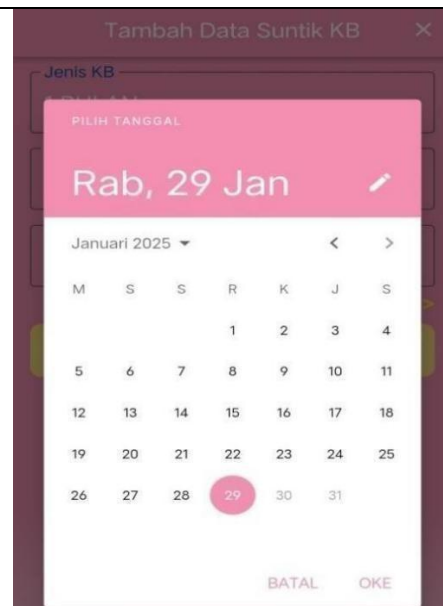 Tambah Data Suntik KB
Jenis KB
PILIH TANGGAL
Rab, 29 Jan
Januari 2025
M S S R K J S
1 2 3 4
5 6 7 8 9 10 11
12 13 14 15 16 17 18
19 20 21 22 23 24 25
26 27 28 29 30 31
BATAL OKE